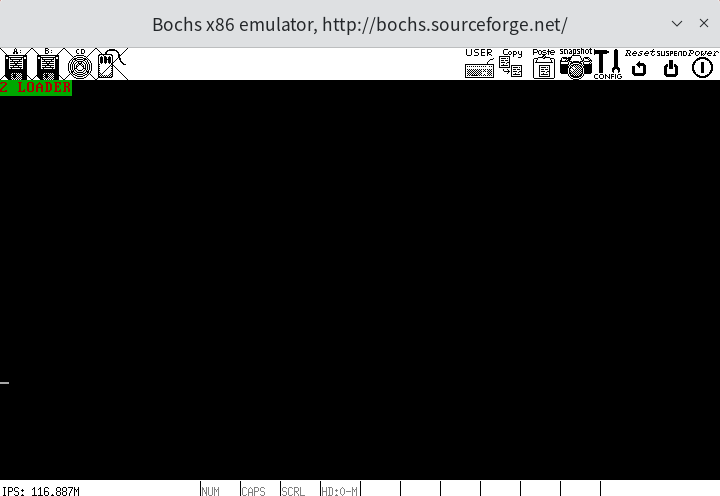 Bochs x86 emulator, http://bochs.sourceforge.net/
A: B: CD USER Copy Paste snapshot CONFIG Reset SUSPEND Power
2 LOADER
IPS: 116.887M NUM CAPS SCRL HD:0-M